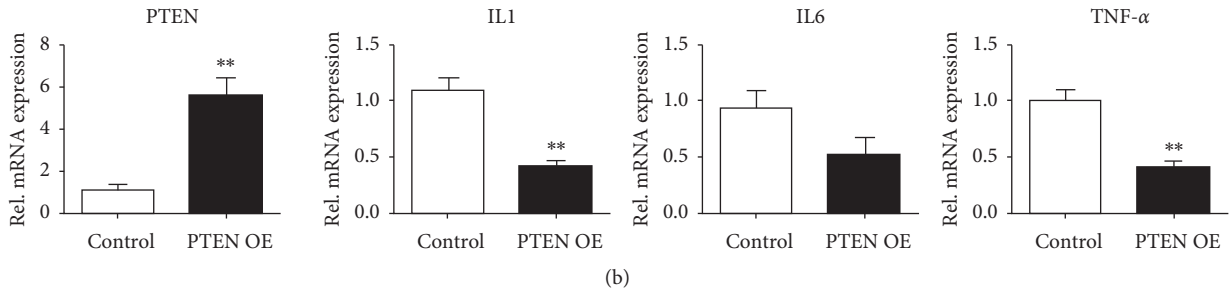 PTEN
Rel. mRNA expression
8
6
4
2
0
**
Control PTEN OE
IL1
Rel. mRNA expression
1.5
1.0
0.5
0.0
**
Control PTEN OE
IL6
Rel. mRNA expression
1.5
1.0
0.5
0.0
Control PTEN OE
TNF-α
Rel. mRNA expression
1.5
1.0
0.5
0.0
**
Control PTEN OE
(b)